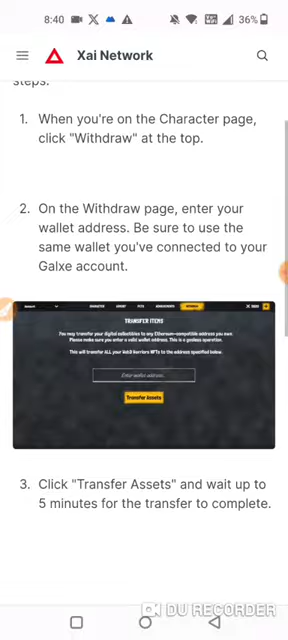 8:40
36%
Xai Network
steps:
1. When you're on the Character page,
click "Withdraw" at the top.
2. On the Withdraw page, enter your
wallet address. Be sure to use the
same wallet you've connected to your
Galxe account.
TRANSFER ITEMS
You may transfer your digital collectibles to any Ethereum-compatible address you own.
Please make sure you enter a valid wallet address. This is a gasless operation.
This will transfer ALL your Web3 Warriors NFTs to the address specified below.
Enter wallet address...
Transfer Assets
3. Click "Transfer Assets" and wait up to
5 minutes for the transfer to complete.
DU RECORDER